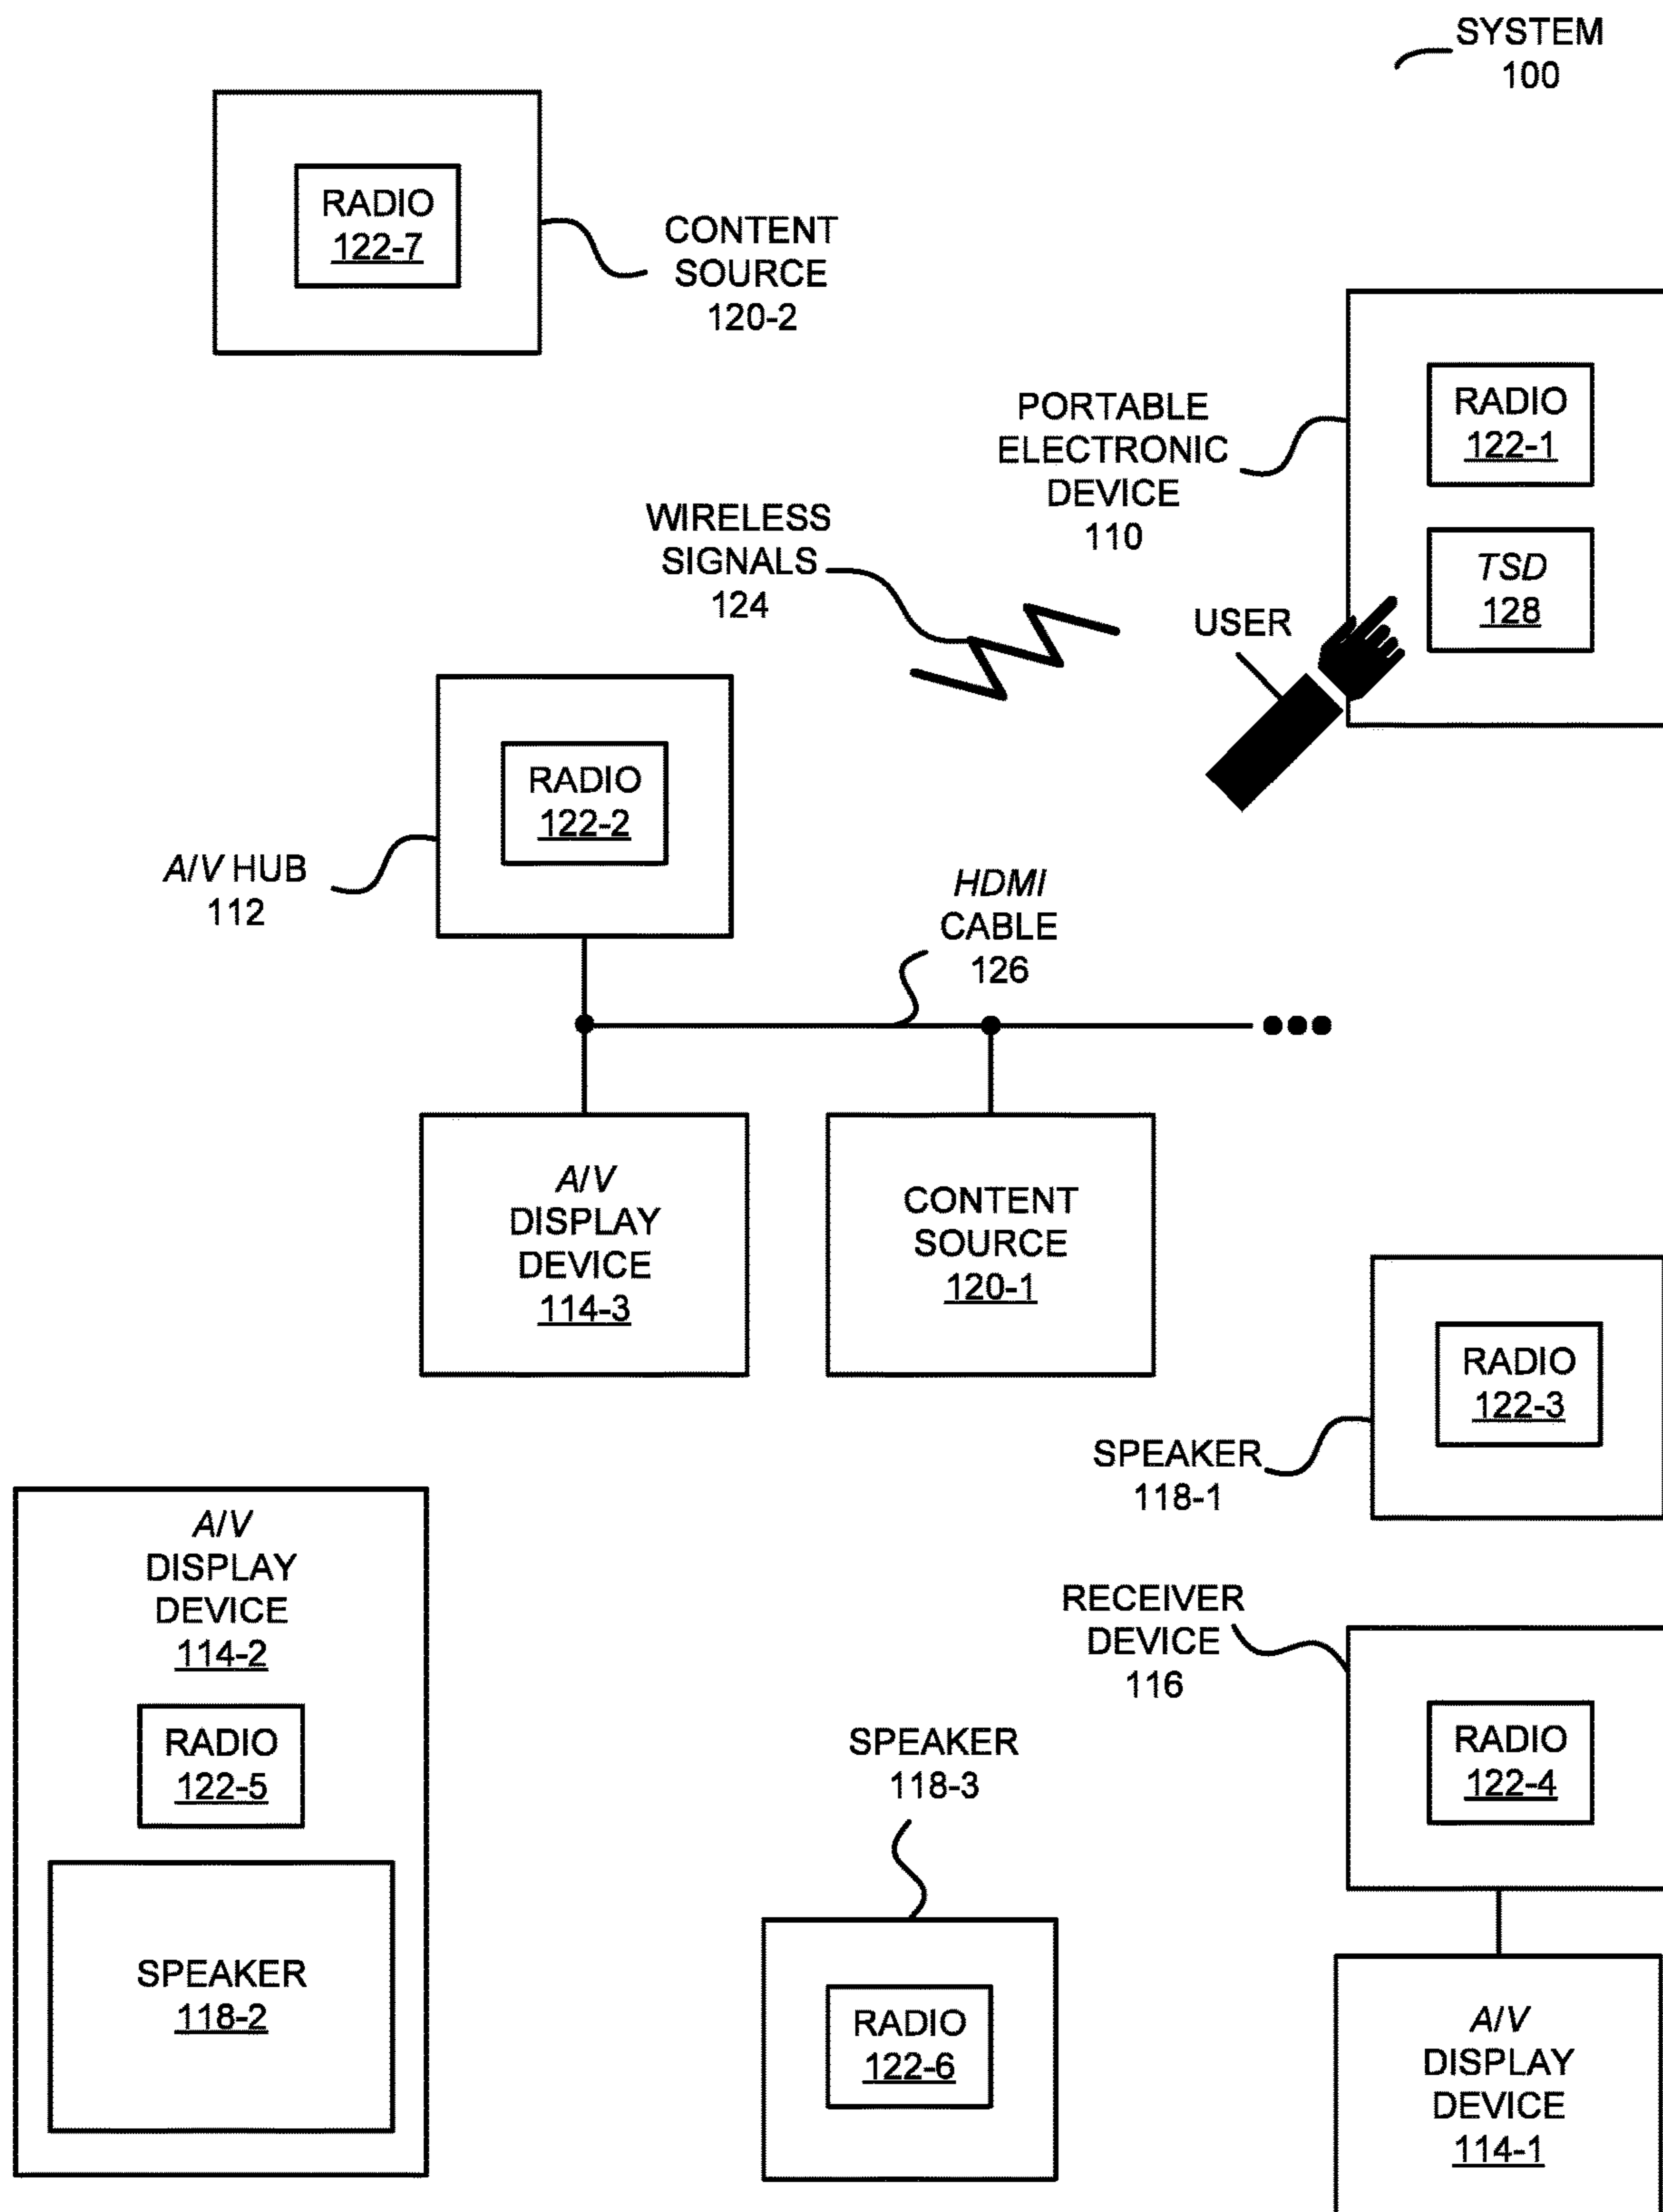 SYSTEM
100
RADIO
122-7
CONTENT
SOURCE
120-2
PORTABLE
ELECTRONIC
DEVICE
110
RADIO
122-1
TSD
128
WIRELESS
SIGNALS
124
USER
RADIO
122-2
A/V HUB
112
HDMI
CABLE
126
A/V
DISPLAY
DEVICE
114-3
CONTENT
SOURCE
120-1
RADIO
122-3
SPEAKER
118-1
A/V
DISPLAY
DEVICE
114-2
RADIO
122-5
SPEAKER
118-2
SPEAKER
118-3
RADIO
122-6
RECEIVER
DEVICE
116
RADIO
122-4
A/V
DISPLAY
DEVICE
114-1